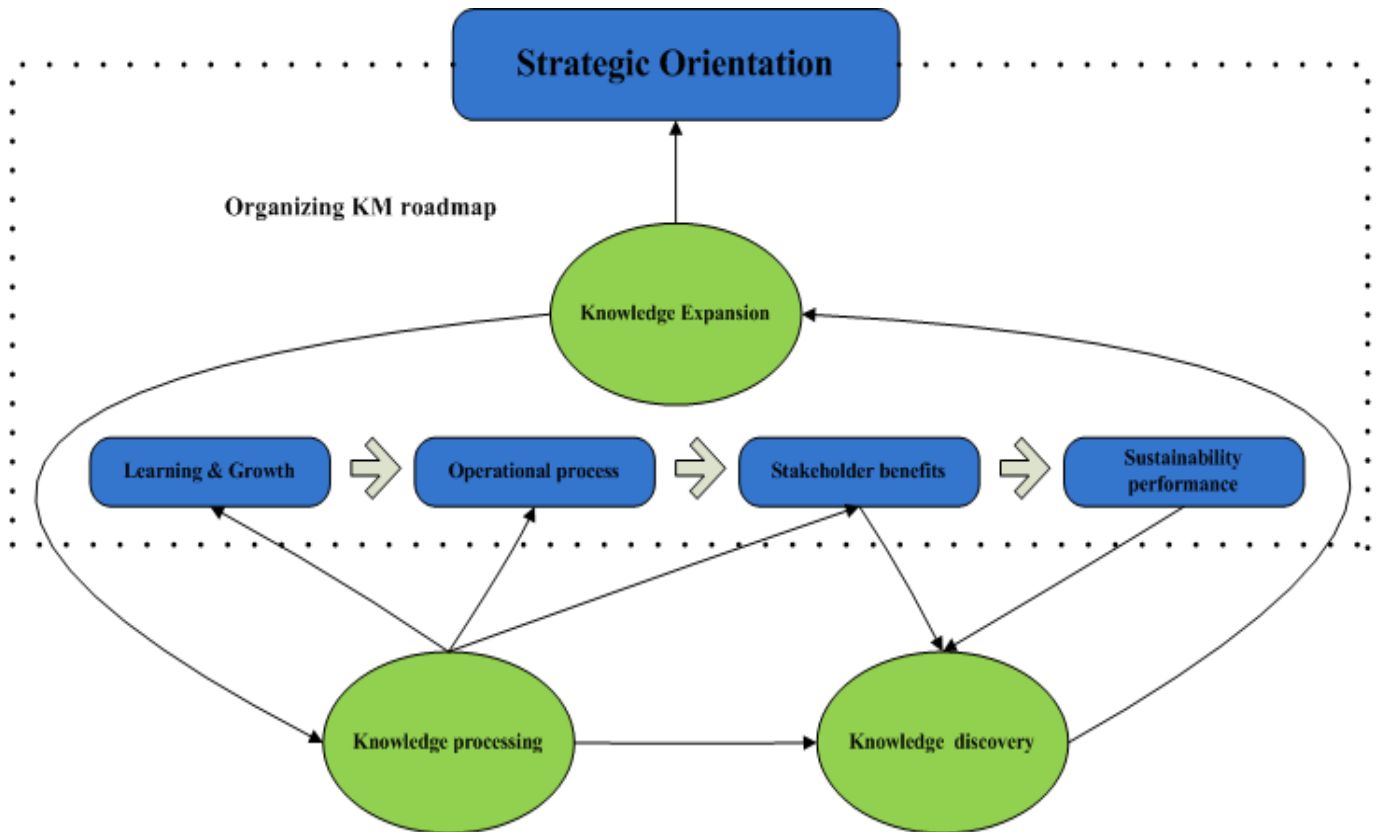 Strategic Orientation
Organizing KM roadmap
Knowledge Expansion
Learning & Growth
Operational process
Stakeholder benefits
Sustainability
performance
Knowledge processing
Knowledge discovery